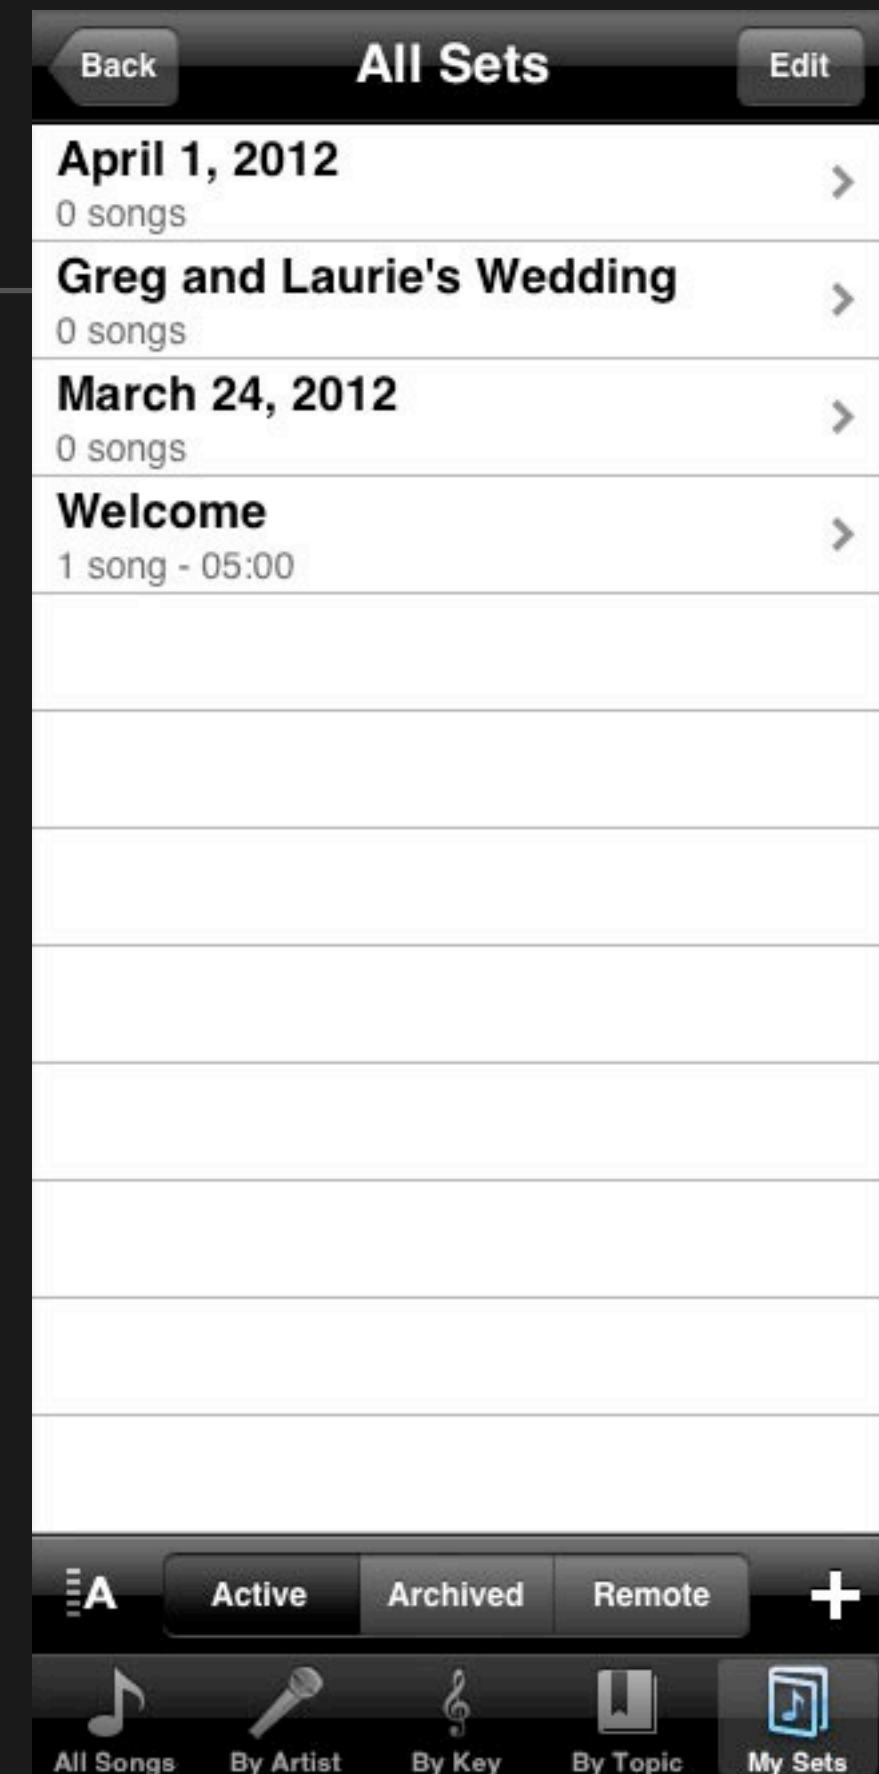 Back All Sets Edit
April 1, 2012
0 songs
Greg and Laurie's Wedding
0 songs
March 24, 2012
0 songs
Welcome
1 song - 05:00
A Active Archived Remote +
All Songs By Artist By Key By Topic My Sets